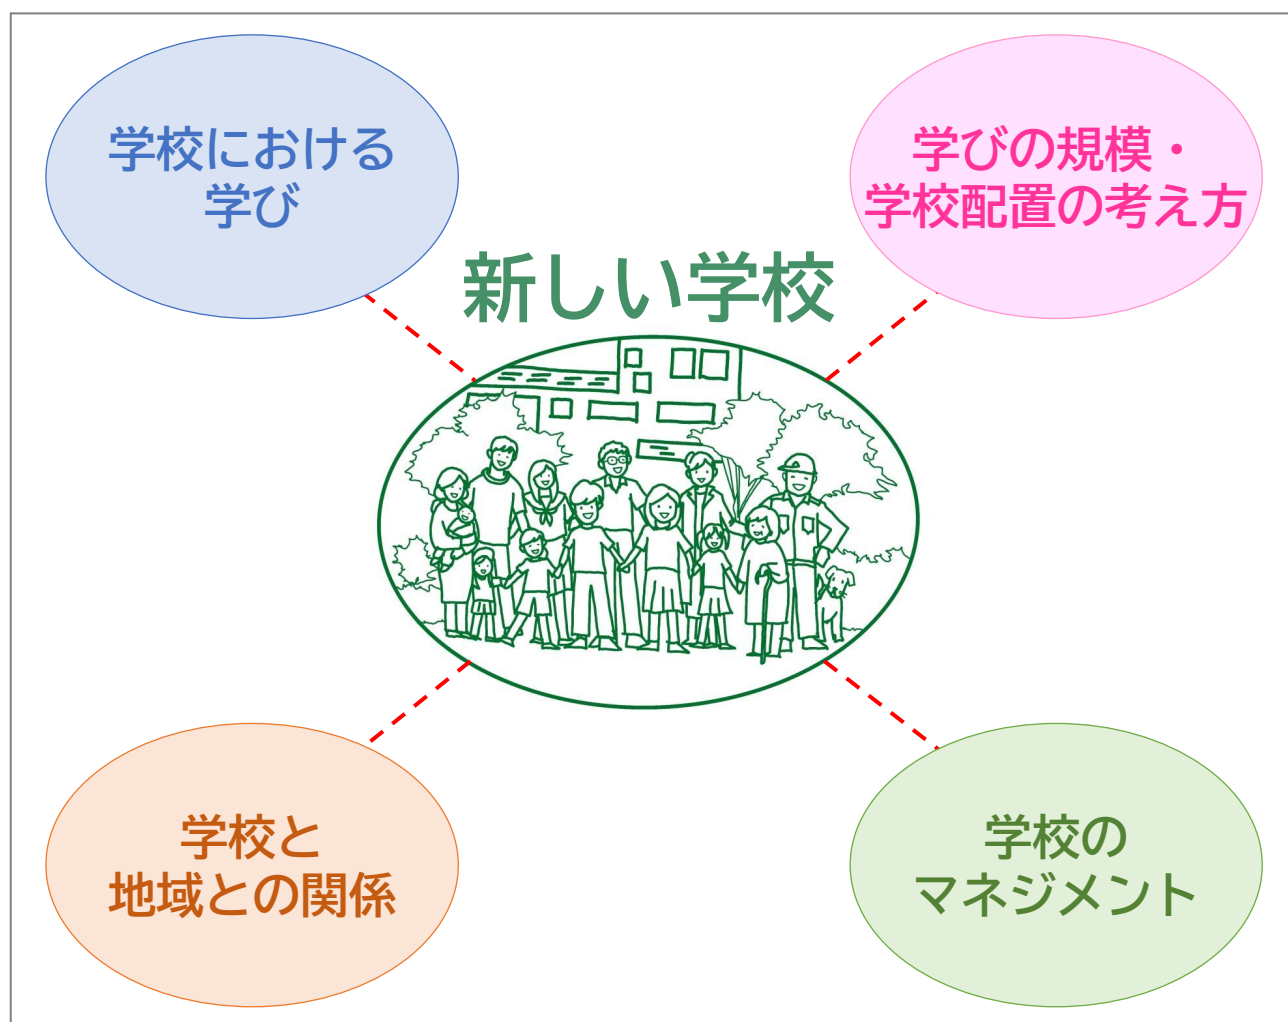 学校における
学び
学びの規模・
学校配置の考え方
新しい学校
学校と
地域との関係
学校の
マネジメント